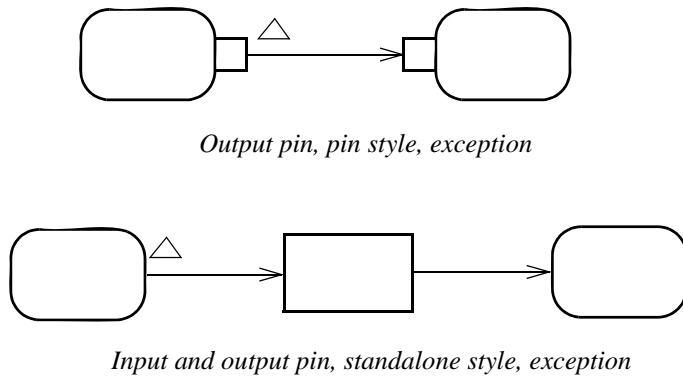 Output pin, pin style, exception
Input and output pin, standalone style, exception